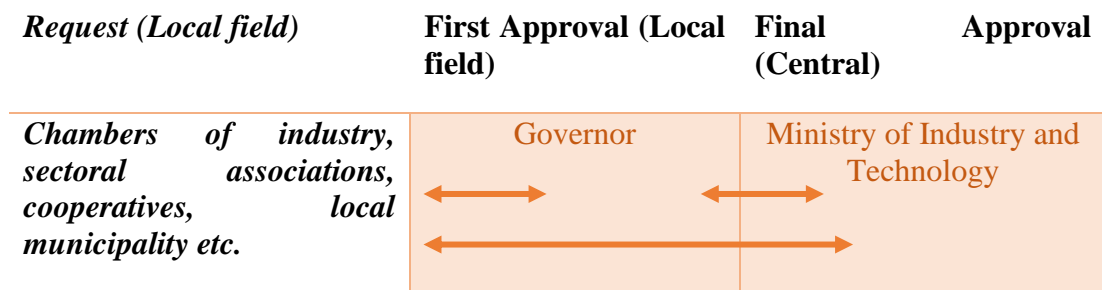 Request (Local field)
First Approval (Local
field)
Final Approval
(Central)
Chambers of industry,
sectoral associations,
cooperatives, local
municipality etc.
Governor
Ministry of Industry and
Technology